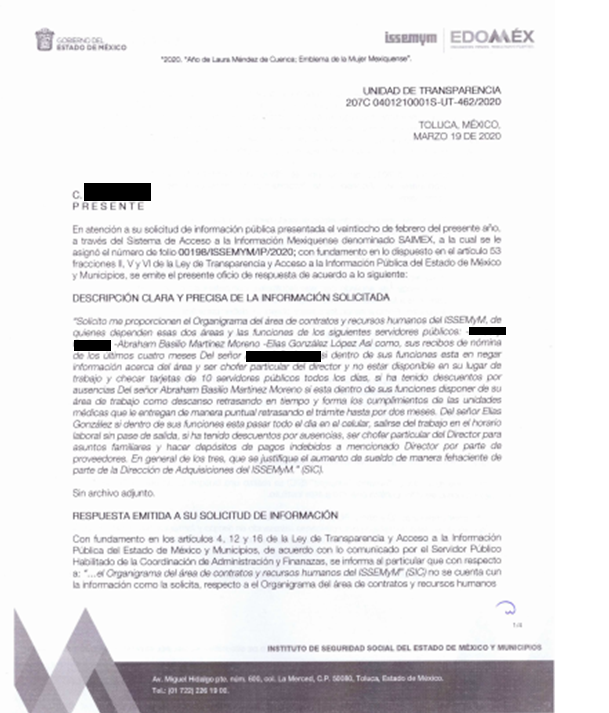 GOBIERNO DEL
ESTADO DE MÉXICO
issemym
EDOMÉX
"2020. "Año de Laura Méndez de Cuenca; Emblema de la Mujer Mexiquense".
UNIDAD DE TRANSPARENCIA
207C 0401210001S-UT-462/2020
TOLUCA, MÉXICO,
MARZO 19 DE 2020
C.
P R E S E N T E
En atención a su solicitud de información pública presentada el veintiocho de febrero del presente año,
a través del Sistema de Acceso a la Información Mexiquense denominado SAIMEX, a la cual se le
asignó el número de folio 00196/ISSEMYM/IP/2020; con fundamento en lo dispuesto en el artículo 53
fracciones II, V y VI de la Ley de Transparencia y Acceso a la Información Pública del Estado de México
y Municipios, se emite el presente oficio de respuesta de acuerdo a lo siguiente:
DESCRIPCIÓN CLARA Y PRECISA DE LA INFORMACIÓN SOLICITADA
"Solicito me proporcionen el Organigrama del área de contratos y recursos humanos del ISSEMyM, de
quienes dependen esas dos áreas y las funciones de los siguientes servidores públicos: -
-Abraham Basilio Martínez Moreno -Elías González López Así como, sus recibos de nómina
de los últimos cuatro meses Del señor si dentro de sus funciones esta en negar
información acerca del área y ser chofer particular del director y no estar disponible en su lugar de
trabajo y checar tarjetas de 10 servidores públicos todos los días, si ha tenido descuentos por
ausencias Del señor Abraham Basilio Martínez Moreno si esta dentro de sus funciones disponer de su
área de trabajo como descanso retrasando en tiempo y forma los cumplimientos de las unidades
médicas que le entregan de manera puntual retrasando el trámite hasta por dos meses. Del señor Elías
González si dentro de sus funciones esta pasar todo el día en el celular, salirse del trabajo en el horario
laboral sin pase de salida, si ha tenido descuentos por ausencias, ser chofer particular del Director para
asuntos familiares y hacer depósitos de pagos indebidos a mencionado Director por parte de
proveedores. En general de los tres, que se justifique el aumento de sueldo de manera fehaciente de
parte de la Dirección de Adquisiciones del ISSEMyM." (SIC)
Sin archivo adjunto.
RESPUESTA EMITIDA A SU SOLICITUD DE INFORMACIÓN
Con fundamento en los artículos 4, 12 y 16 de la Ley de Transparencia y Acceso a la Información
Pública del Estado de México y Municipios, de acuerdo con lo comunicado por el Servidor Público
Habilitado de la Coordinación de Administración y Finanazas, se informa al particular que con respecto
a: "...el Organigrama del área de contratos y recursos humanos del ISSEMyM" (SIC) no se cuenta con
la información como la solicita, respecto a el Organigrama del área de contratos y recursos humanos
INSTITUTO DE SEGURIDAD SOCIAL DEL ESTADO DE MÉXICO Y MUNICIPIOS
Av. Miguel Hidalgo pte. núm. 600, col. La Merced, C.P. 50080, Toluca, Estado de México.
Tel.: (01 722) 226 19 00.